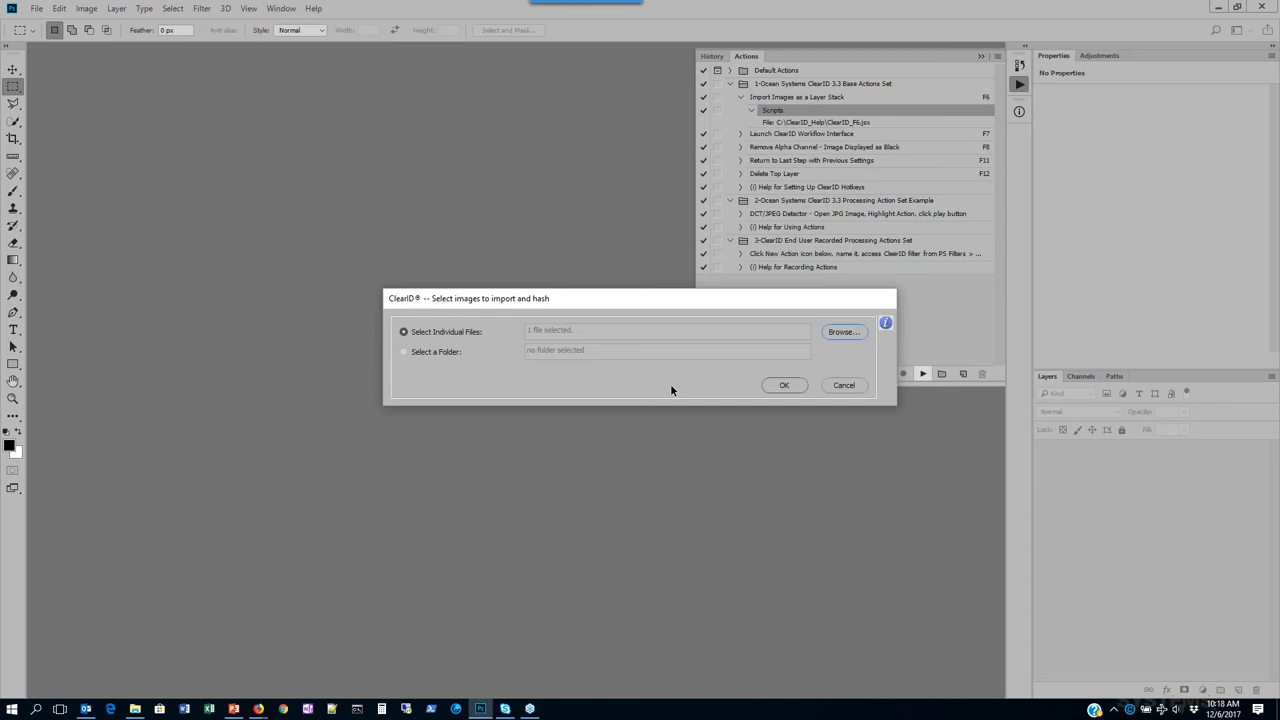 Ps File Edit Image Layer Type Select Filter 3D View Window Help
Feather: 0 px Anti-alias Style: Normal Width: Height: Select and Mask...
History Actions
Default Actions
1-Ocean Systems ClearID 3.3 Base Actions Set
Import Images as a Layer Stack F6
Scripts
File: C:\ClearID_Help\ClearID_F6.jsx
Launch ClearID Workflow Interface F7
Remove Alpha Channel - Image Displayed as Black F8
Return to Last Step with Previous Settings F11
Delete Top Layer F12
(i) Help for Setting Up ClearID Hotkeys
2-Ocean Systems ClearID 3.3 Processing Action Set Example
DCT/JPEG Detector - Open JPG Image, Highlight Action, click play button
(i) Help for Using Actions
3-ClearID End User Recorded Processing Actions Set
Click New Action icon below, name it, access ClearID filter from PS Filters > ...
(i) Help for Recording Actions
Properties Adjustments
No Properties
ClearID® -- Select images to import and hash
Select Individual Files: 1 file selected. Browse...
Select a Folder: no folder selected
OK Cancel
Layers Channels Paths
Kind
Normal Opacity:
Lock: Fill:
10:18 AM
12/6/2017